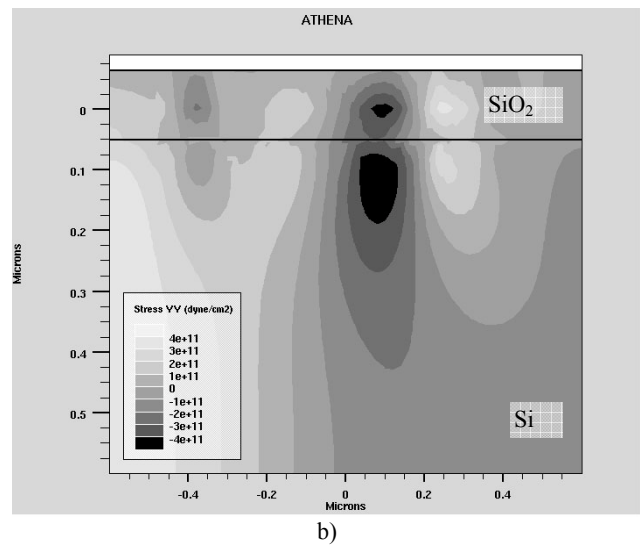 ATHENA
SiO2
0
0.1
0.2
0.3
0.4
0.5
Microns
Stress YY (dyne/cm2)
4e+11
3e+11
2e+11
1e+11
0
-1e+11
-2e+11
-3e+11
-4e+11
Si
-0.4
-0.2
0
0.2
0.4
Microns
b)